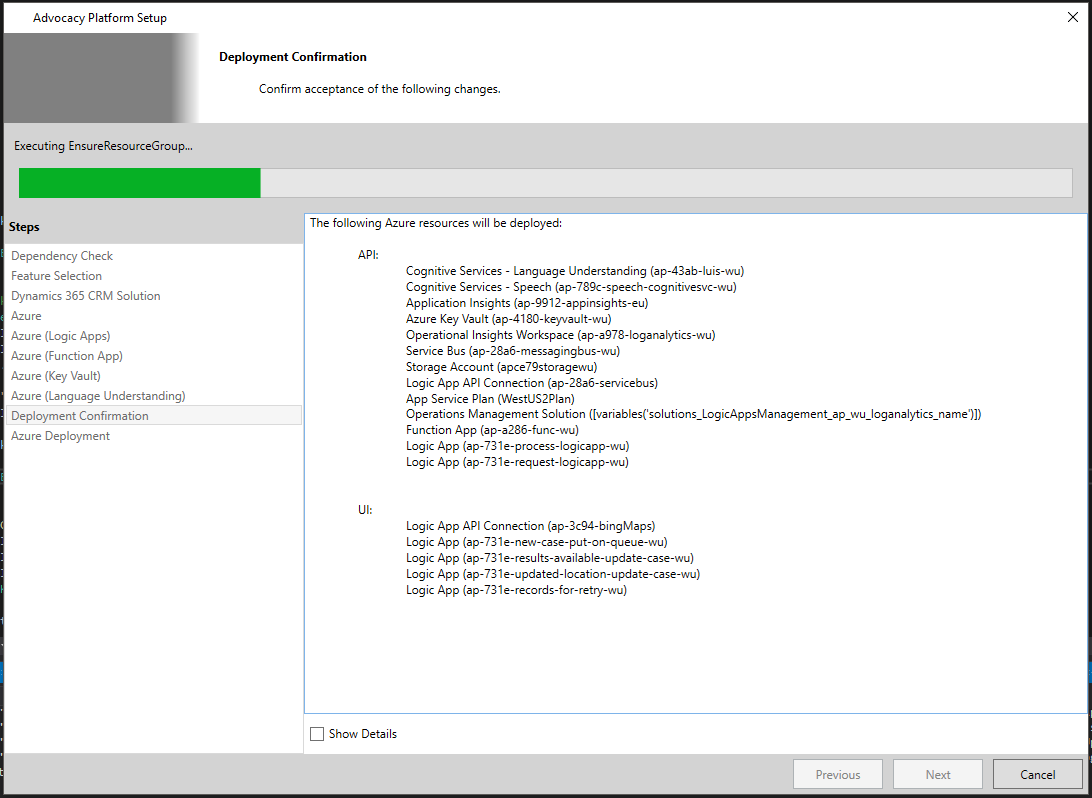 Advocacy Platform Setup
Deployment Confirmation
Confirm acceptance of the following changes.
Executing EnsureResourceGroup...
Steps
Dependency Check
Feature Selection
Dynamics 365 CRM Solution
Azure
Azure (Logic Apps)
Azure (Function App)
Azure (Key Vault)
Azure (Language Understanding)
Deployment Confirmation
Azure Deployment
The following Azure resources will be deployed:
API:
Cognitive Services - Language Understanding (ap-43ab-luis-wu)
Cognitive Services - Speech (ap-789c-speech-cognitivesvc-wu)
Application Insights (ap-9912-appinsights-eu)
Azure Key Vault (ap-4180-keyvault-wu)
Operational Insights Workspace (ap-a978-loganalytics-wu)
Service Bus (ap-28a6-messagingbus-wu)
Storage Account (apce79storagewu)
Logic App API Connection (ap-28a6-servicebus)
App Service Plan (WestUS2Plan)
Operations Management Solution ([variables('solutions_LogicAppsManagement_ap_wu_loganalytics_name')])
Function App (ap-a286-func-wu)
Logic App (ap-731e-process-logicapp-wu)
Logic App (ap-731e-request-logicapp-wu)
UI:
Logic App API Connection (ap-3c94-bingMaps)
Logic App (ap-731e-new-case-put-on-queue-wu)
Logic App (ap-731e-results-available-update-case-wu)
Logic App (ap-731e-updated-location-update-case-wu)
Logic App (ap-731e-records-for-retry-wu)
Show Details
Previous
Next
Cancel